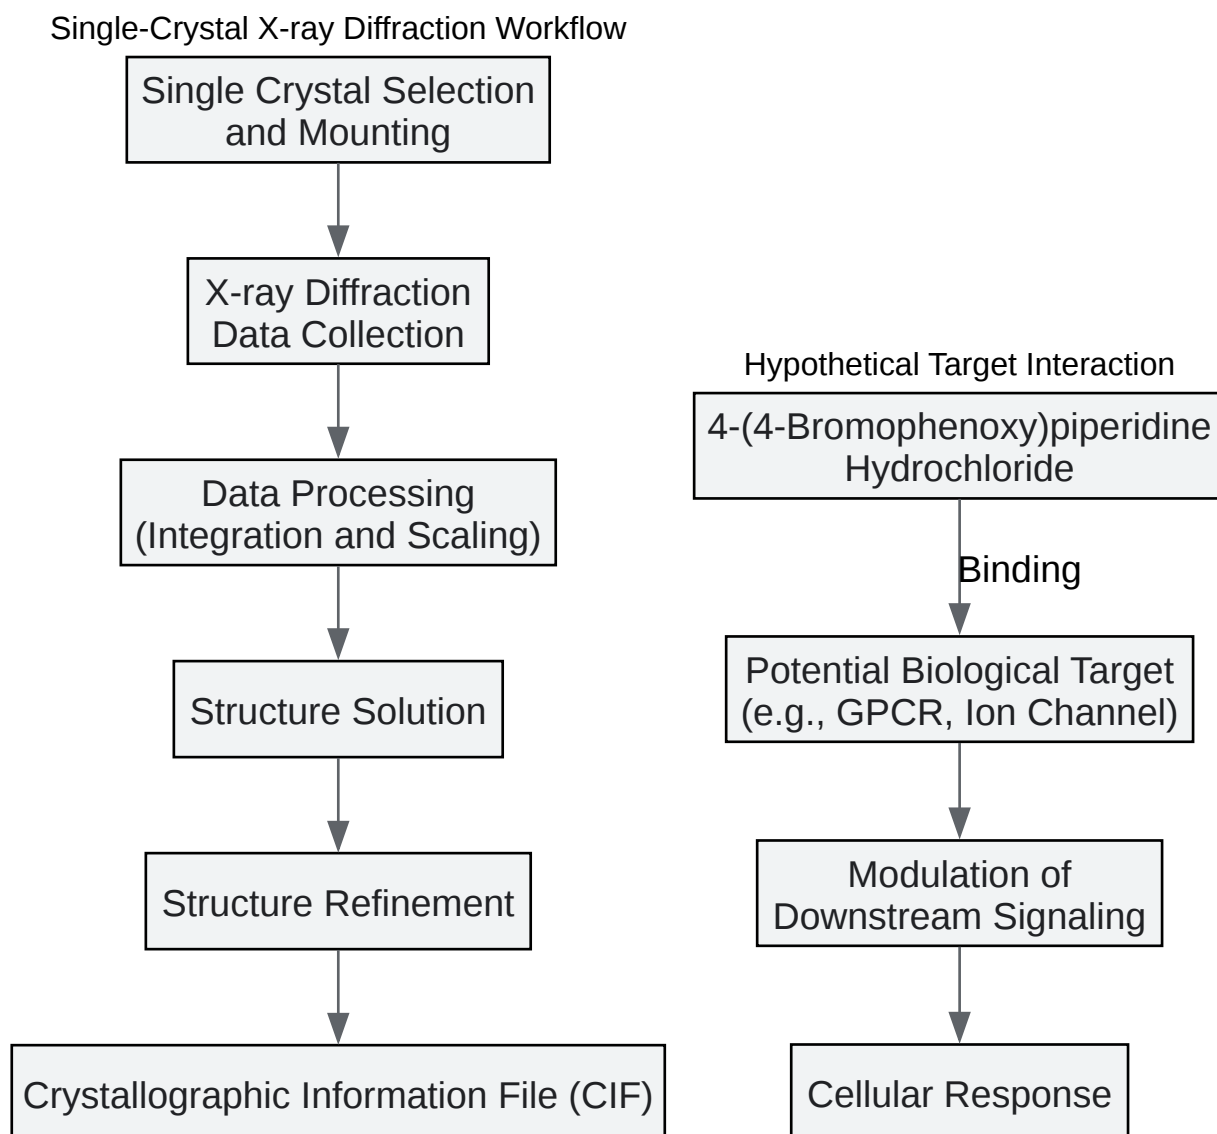 Single-Crystal X-ray Diffraction Workflow
Single Crystal Selection
and Mounting
X-ray Diffraction
Data Collection
Data Processing
(Integration and Scaling)
Structure Solution
Structure Refinement
Crystallographic Information File (CIF)
Hypothetical Target Interaction
4-(4-Bromophenoxy)piperidine
Hydrochloride
Binding
Potential Biological Target
(e.g., GPCR, Ion Channel)
Modulation of
Downstream Signaling
Cellular Response